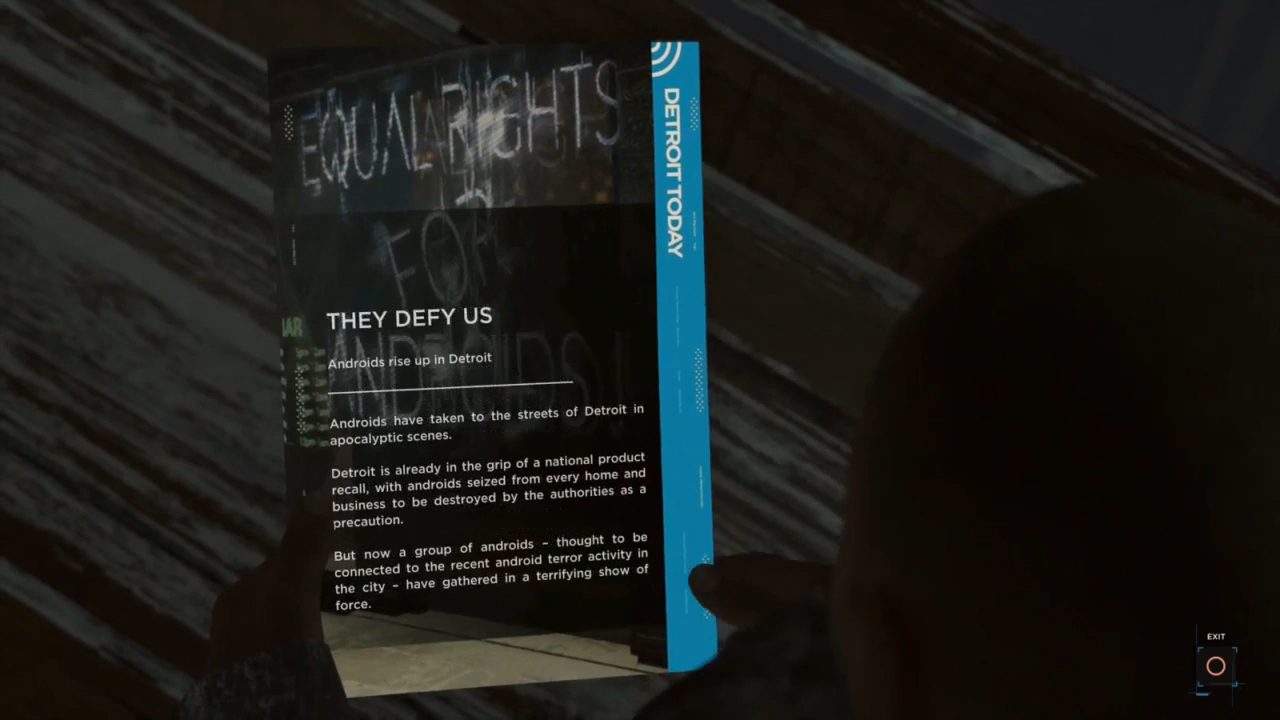 EQUAL RIGHTS
FOR
ANDROIDS!
DETROIT TODAY
THEY DEFY US
Androids rise up in Detroit
Androids have taken to the streets of Detroit in
apocalyptic scenes.
Detroit is already in the grip of a national product
recall, with androids seized from every home and
business to be destroyed by the authorities as a
precaution.
But now a group of androids – thought to be
connected to the recent android terror activity in
the city – have gathered in a terrifying show of
force.
EXIT